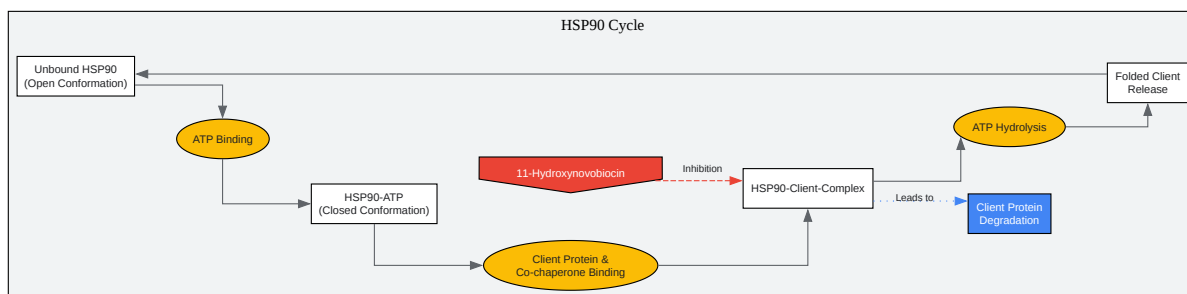 HSP90 Cycle
Unbound HSP90
(Open Conformation)
Folded Client
Release
ATP Binding
ATP Hydrolysis
11-Hydroxynovobiocin
Inhibition
HSP90-Client-Complex
HSP90-ATP
(Closed Conformation)
Leads to
Client Protein
Degradation
Client Protein &
Co-chaperone Binding